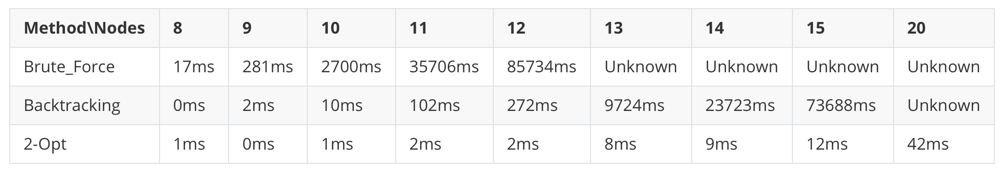 Method\Nodes 8 9 10 11 12 13 14 15 20
Brute_Force 17ms 281ms 2700ms 35706ms 85734ms Unknown Unknown Unknown Unknown
Backtracking 0ms 2ms 10ms 102ms 272ms 9724ms 23723ms 73688ms Unknown
2-Opt 1ms 0ms 1ms 2ms 2ms 8ms 9ms 12ms 42ms